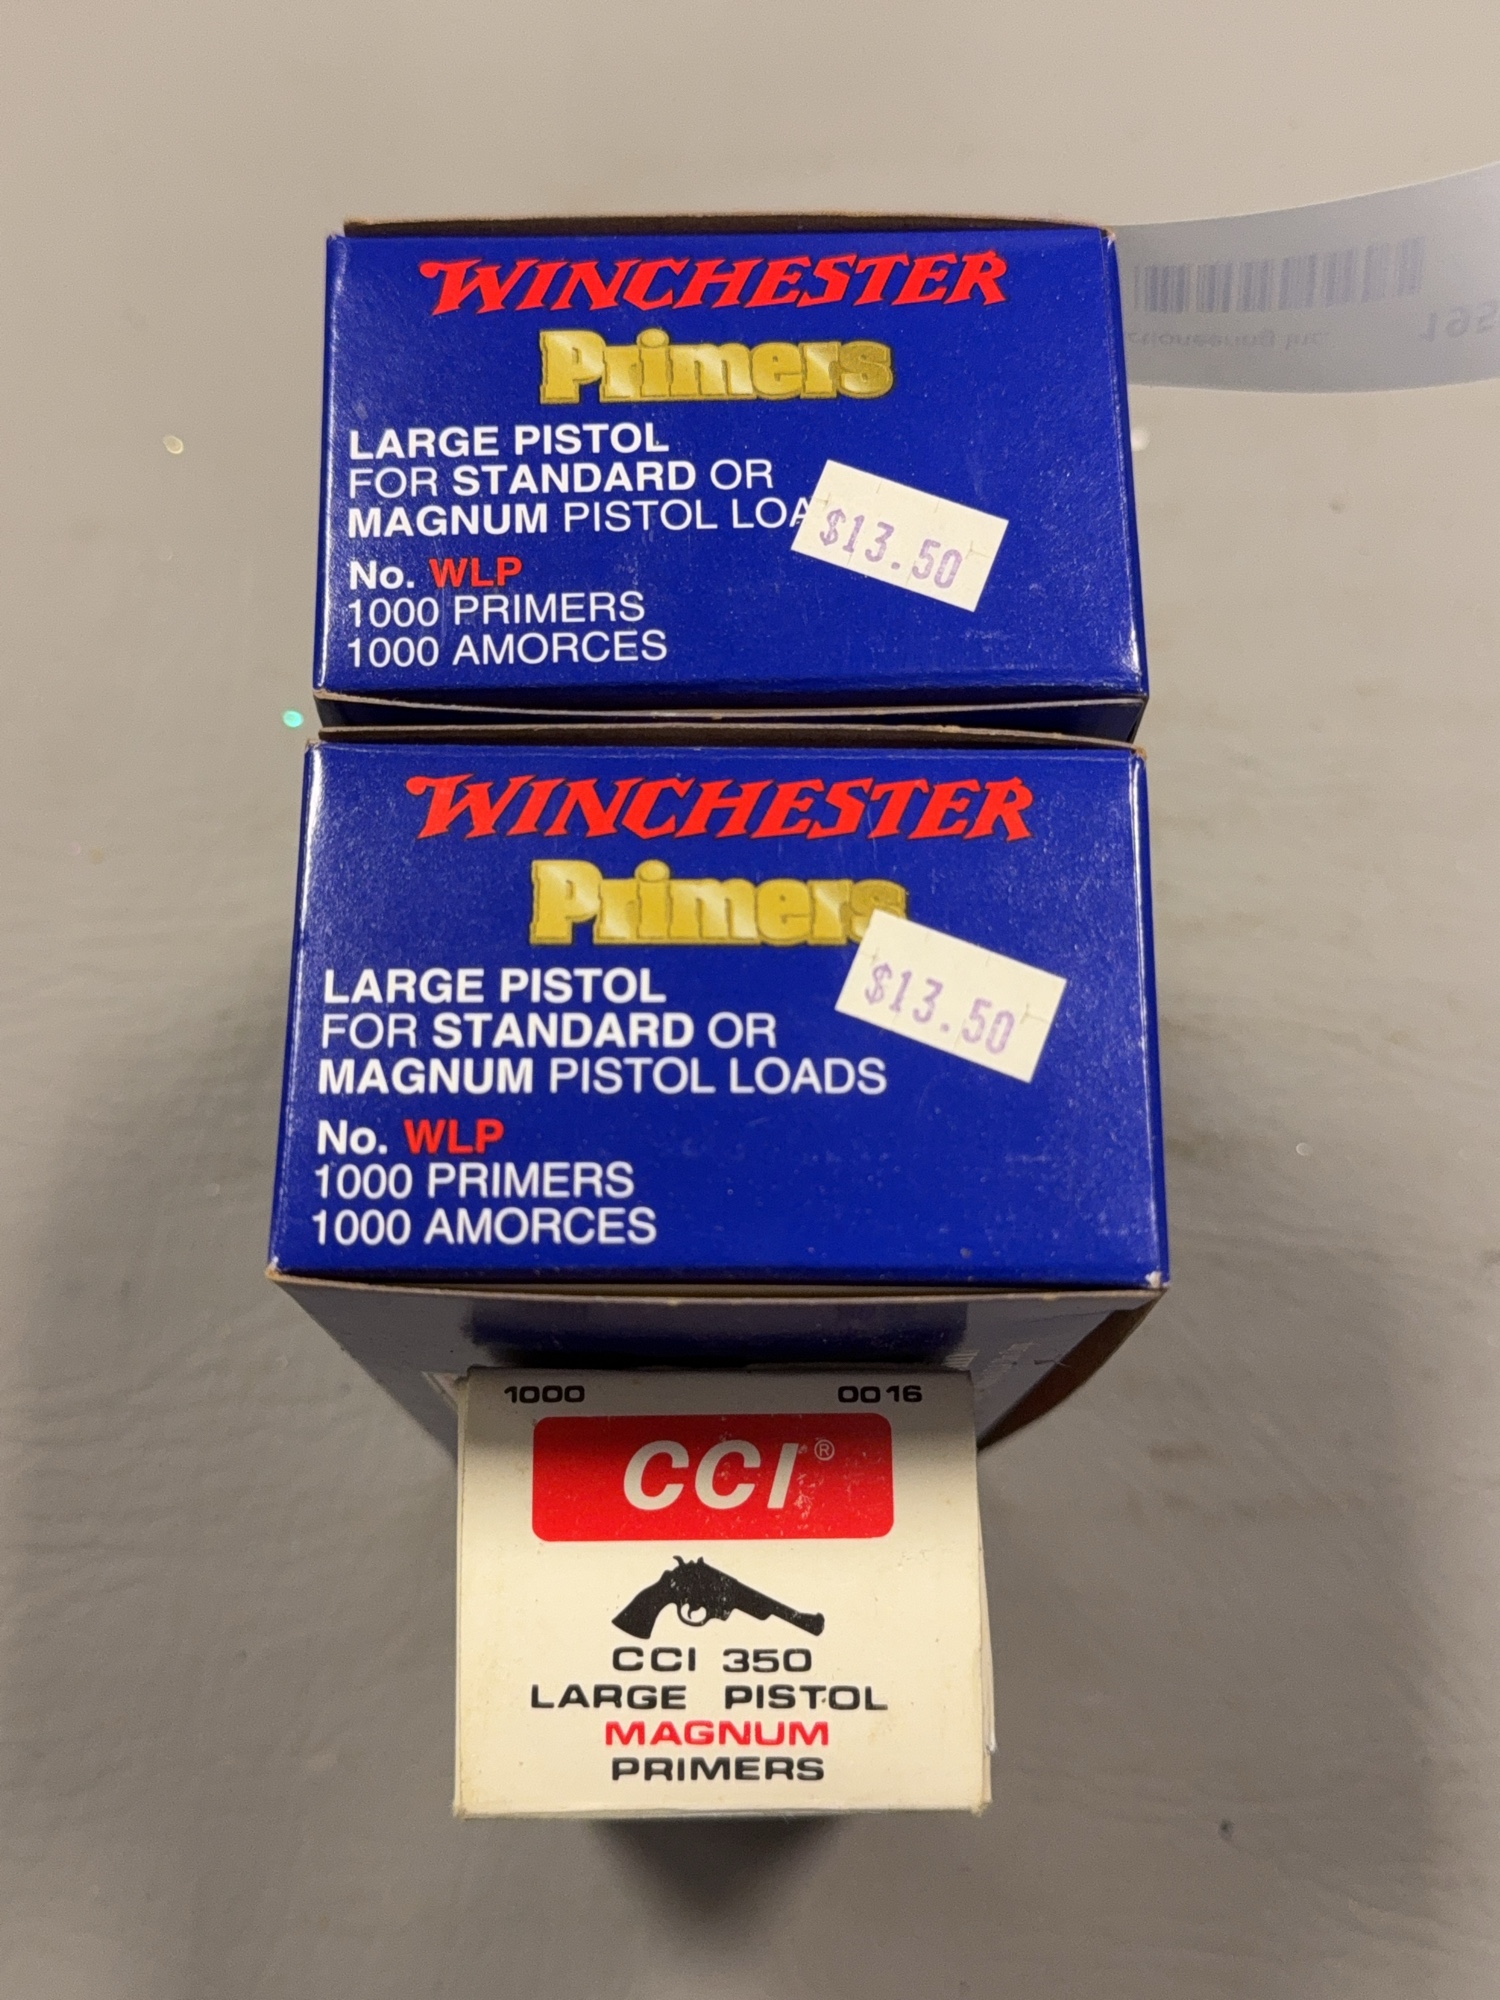 WINCHESTER
Primers
LARGE PISTOL
FOR STANDARD OR
MAGNUM PISTOL
$13.50
No. WLP
1000 PRIMERS
1000 AMORCES
WINCHESTER
Primers
$13.50
LARGE PISTOL
FOR STANDARD OR
MAGNUM PISTOL LOADS
No. WLP
1000 PRIMERS
1000 AMORCES
1000 0016
CCI®
CCI 350
LARGE PISTOL
MAGNUM
PRIMERS